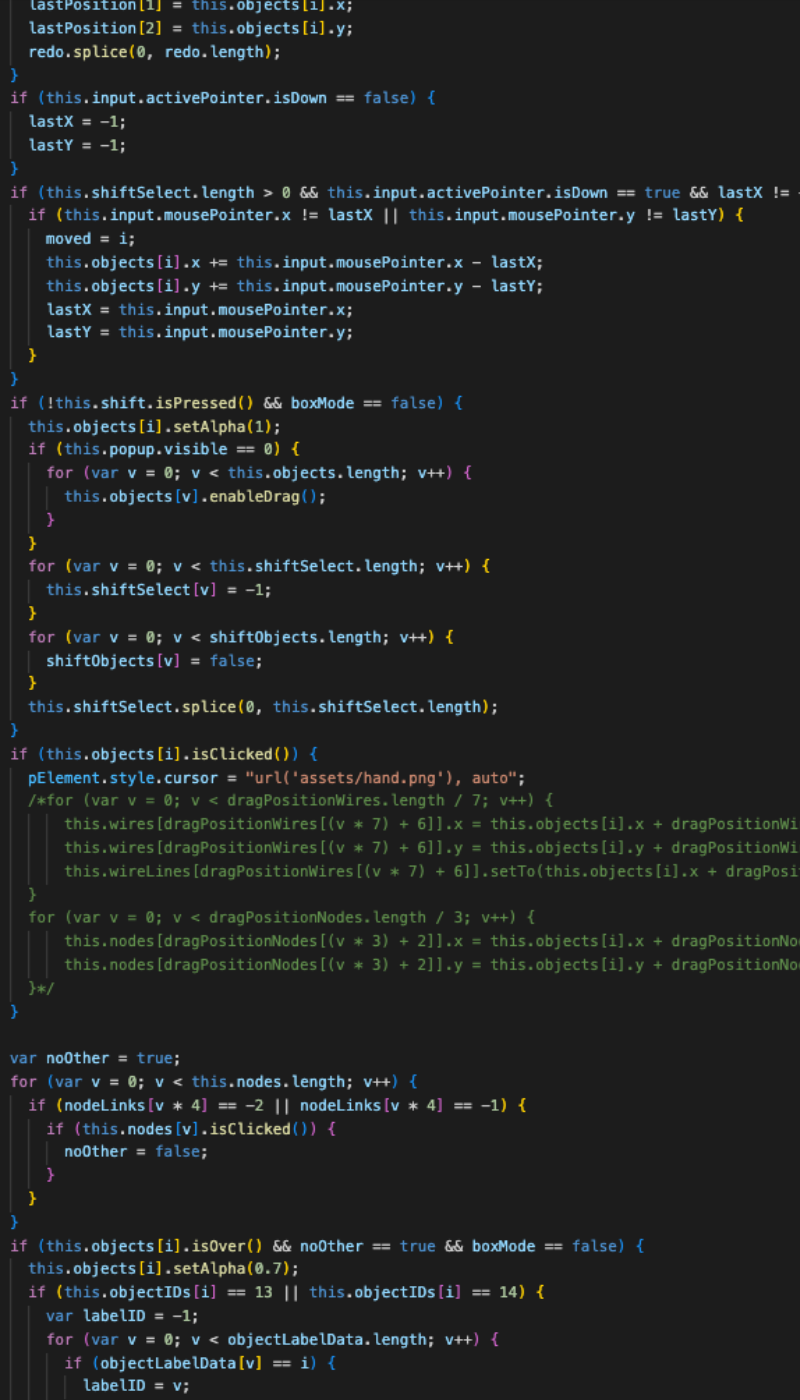 lastPosition[1] = this.objects[i].x;
lastPosition[2] = this.objects[i].y;
redo.splice(0, redo.length);
}
if (this.input.activePointer.isDown == false) {
lastX = -1;
lastY = -1;
}
if (this.shiftSelect.length > 0 && this.input.activePointer.isDown == true && lastX !=
if (this.input.mousePointer.x != lastX || this.input.mousePointer.y != lastY) {
moved = i;
this.objects[i].x += this.input.mousePointer.x - lastX;
this.objects[i].y += this.input.mousePointer.y - lastY;
lastX = this.input.mousePointer.x;
lastY = this.input.mousePointer.y;
}
}
if (!this.shift.isPressed() && boxMode == false) {
this.objects[i].setAlpha(1);
if (this.popup.visible == 0) {
for (var v = 0; v < this.objects.length; v++) {
this.objects[v].enableDrag();
}
}
for (var v = 0; v < this.shiftSelect.length; v++) {
this.shiftSelect[v] = -1;
}
for (var v = 0; v < shiftObjects.length; v++) {
shiftObjects[v] = false;
}
this.shiftSelect.splice(0, this.shiftSelect.length);
}
if (this.objects[i].isClicked()) {
pElement.style.cursor = "url('assets/hand.png'), auto";
/*for (var v = 0; v < dragPositionWires.length / 7; v++) {
this.wires[dragPositionWires[(v * 7) + 6]].x = this.objects[i].x + dragPositionWi
this.wires[dragPositionWires[(v * 7) + 6]].y = this.objects[i].y + dragPositionWi
this.wireLines[dragPositionWires[(v * 7) + 6]].setTo(this.objects[i].x + dragPosi
}
for (var v = 0; v < dragPositionNodes.length / 3; v++) {
this.nodes[dragPositionNodes[(v * 3) + 2]].x = this.objects[i].x + dragPositionNo
this.nodes[dragPositionNodes[(v * 3) + 2]].y = this.objects[i].y + dragPositionNo
}*/
}
var noOther = true;
for (var v = 0; v < this.nodes.length; v++) {
if (nodeLinks[v * 4] == -2 || nodeLinks[v * 4] == -1) {
if (this.nodes[v].isClicked()) {
noOther = false;
}
}
}
if (this.objects[i].isOver() && noOther == true && boxMode == false) {
this.objects[i].setAlpha(0.7);
if (this.objectIDs[i] == 13 || this.objectIDs[i] == 14) {
var labelID = -1;
for (var v = 0; v < objectLabelData.length; v++) {
if (objectLabelData[v] == i) {
labelID = v;